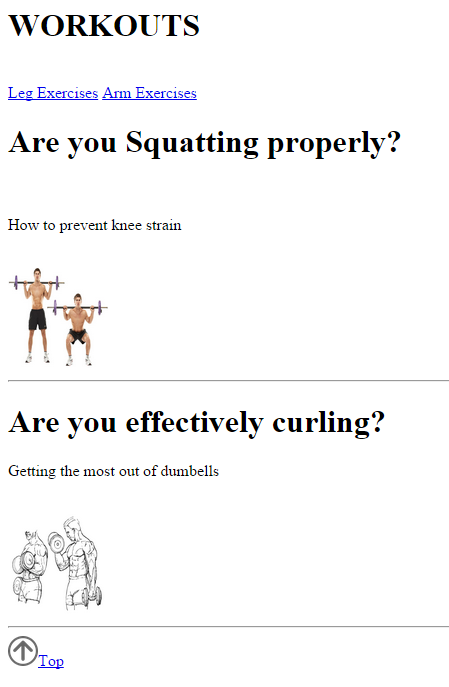 WORKOUTS
Leg Exercises Arm Exercises
Are you Squatting properly?
How to prevent knee strain
Are you effectively curling?
Getting the most out of dumbells
Top